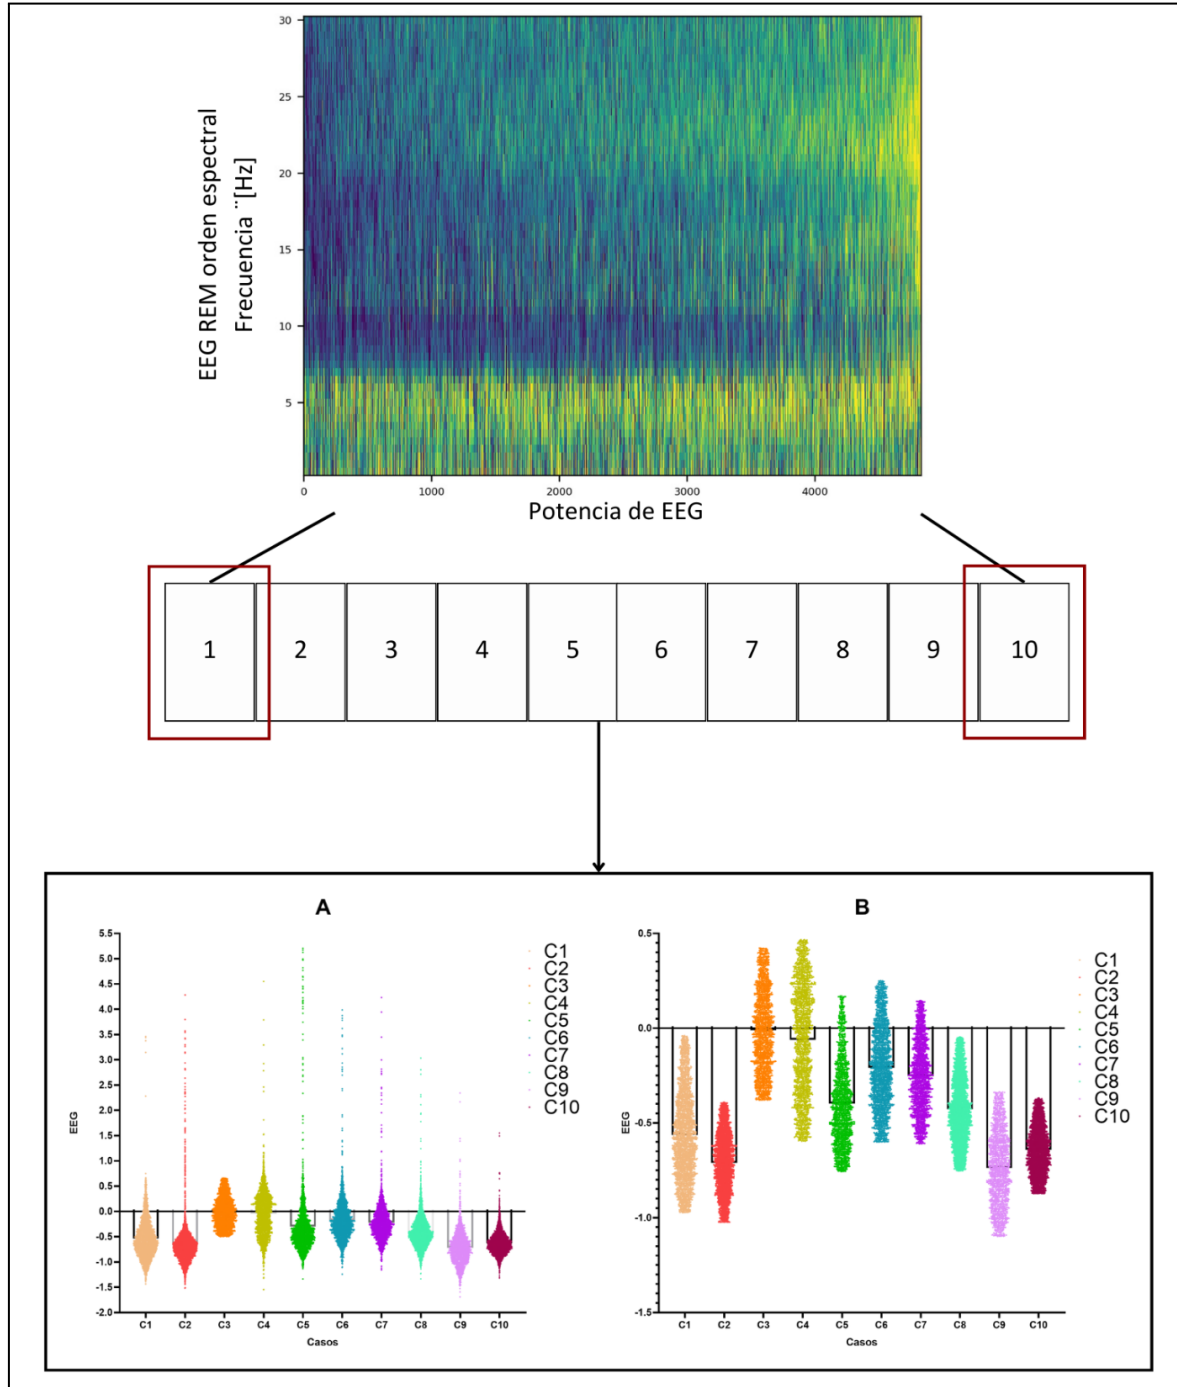 EEG REM orden espectral
Frecuencia ¨[Hz]
30
25
20
15
10
5
0 1000 2000 3000 4000
Potencia de EEG
1 2 3 4 5 6 7 8 9 10
A
EEG
5.5
5.0
4.5
4.0
3.5
3.0
2.5
2.0
1.5
1.0
0.5
0.0
-0.5
-1.0
-1.5
-2.0
C1 C2 C3 C4 C5 C6 C7 C8 C9 C10
Casos
C1
C2
C3
C4
C5
C6
C7
C8
C9
C10
B
EEG
0.5
0.0
-0.5
-1.0
-1.5
C1 C2 C3 C4 C5 C6 C7 C8 C9 C10
Casos
C1
C2
C3
C4
C5
C6
C7
C8
C9
C10